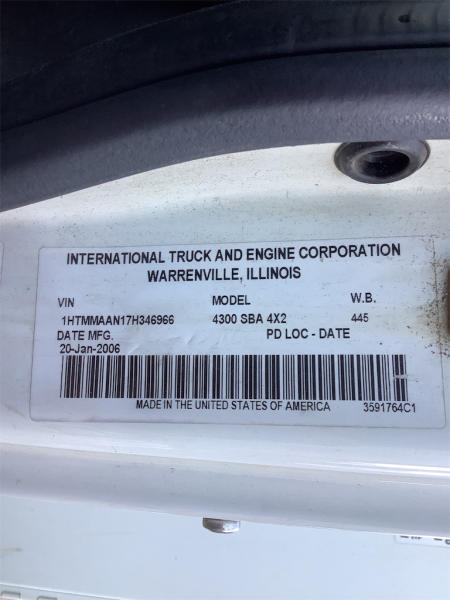 INTERNATIONAL TRUCK AND ENGINE CORPORATION
WARRENVILLE, ILLINOIS
VIN MODEL W.B.
1HTMMAAN17H346966 4300 SBA 4X2 445
DATE MFG. PD LOC - DATE
20-Jan-2006
MADE IN THE UNITED STATES OF AMERICA 3591764C1